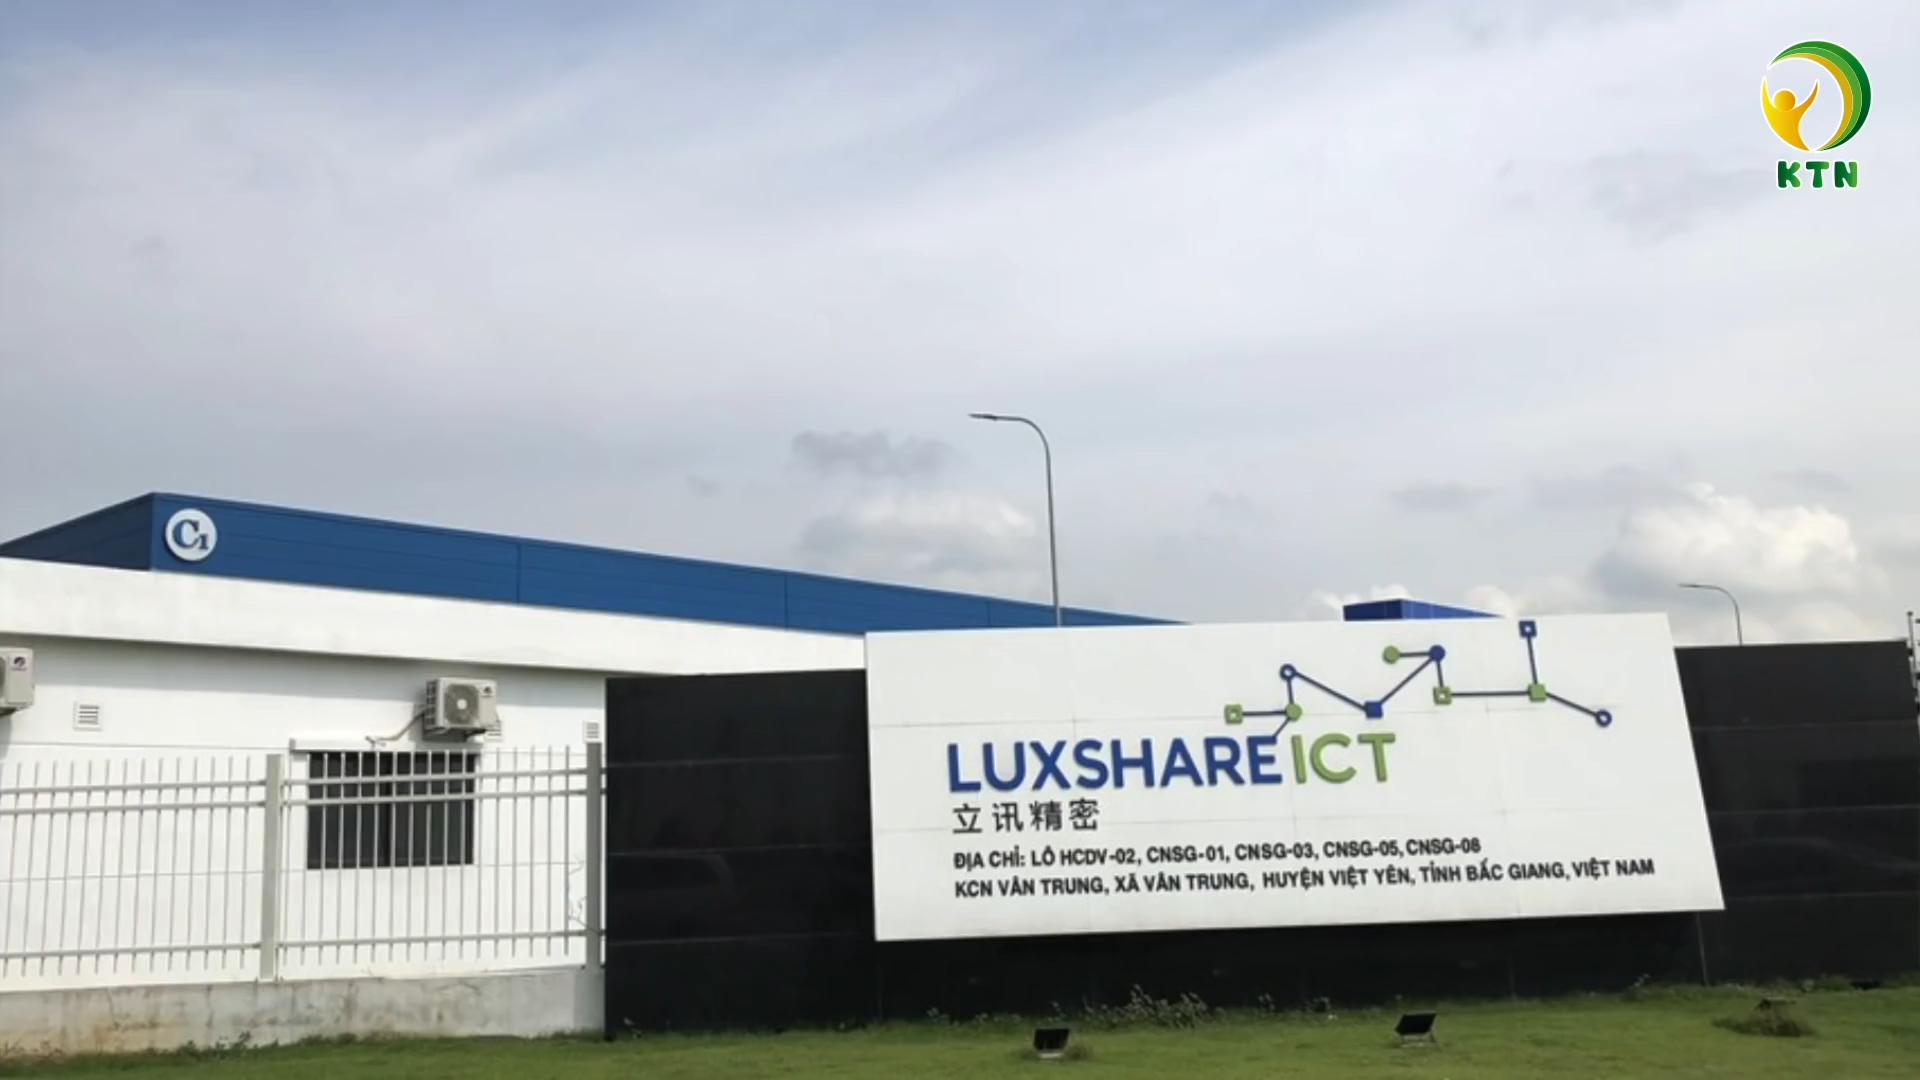 KTN
C1
LUXSHARE ICT
立讯精密
ĐỊA CHỈ: LÔ HCDV-02, CNSG-01, CNSG-03, CNSG-05, CNSG-08
KCN VÂN TRUNG, XÃ VÂN TRUNG, HUYỆN VIỆT YÊN, TỈNH BẮC GIANG, VIỆT NAM